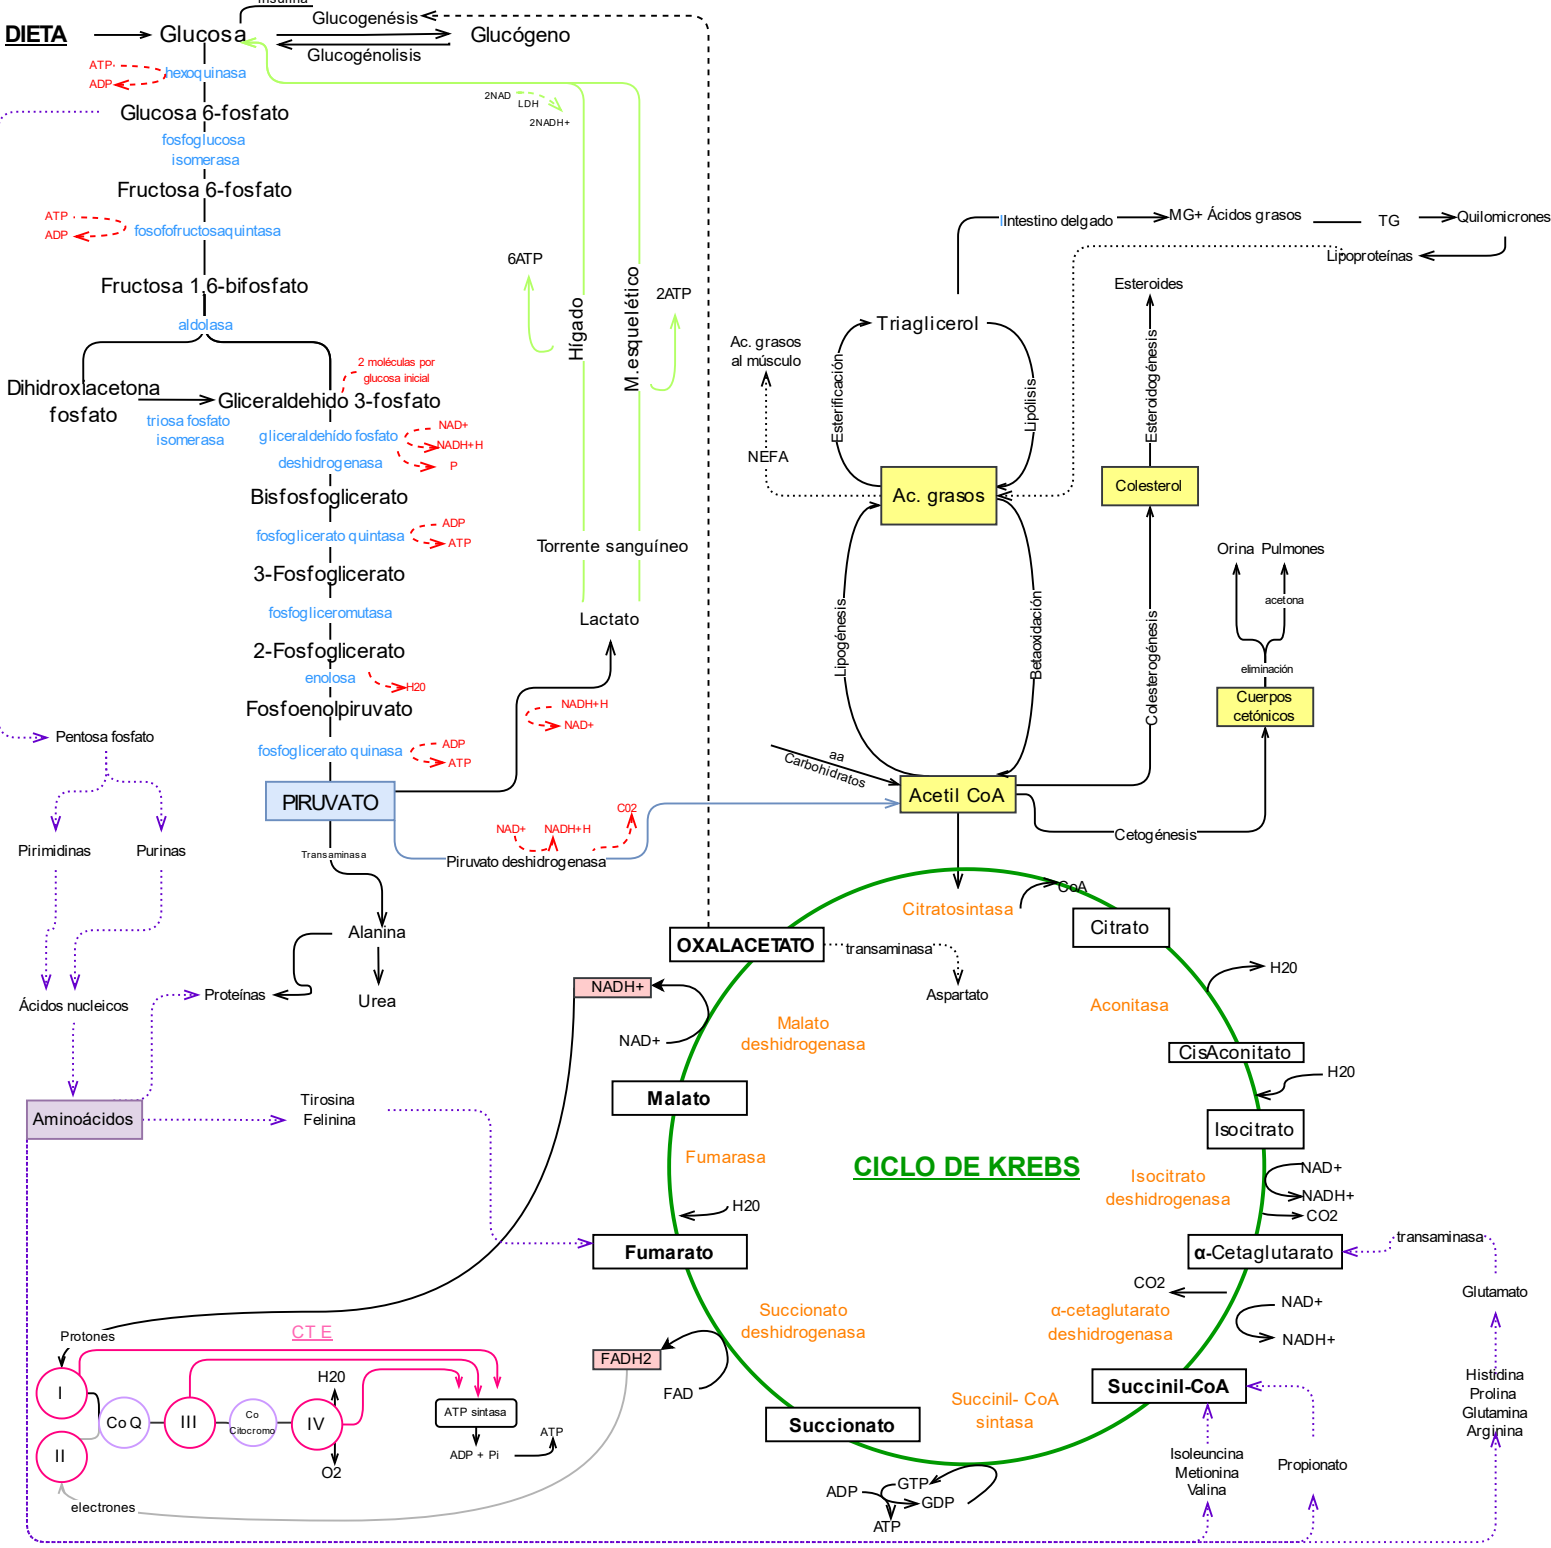 insulina
Glucogenésis
DIETA
Glucosa
Glucógeno
Glucogénolisis
ATP
hexoquinasa
ADP
2NAD
LDH
2NADH+
Glucosa 6-fosfato
fosfoglucosa
isomerasa
Fructosa 6-fosfato
ATP
ADP
fosofofructosaquintasa
Fructosa 1,6-bifosfato
aldolasa
2 moléculas por
glucosa inicial
Dihidroxiacetona
fosfato
Gliceraldehido 3-fosfato
triosa fosfato
isomerasa
gliceraldehído fosfato
deshidrogenasa
NAD+
NADH+H
P
Bisfosfoglicerato
fosfoglicerato quintasa
ADP
ATP
3-Fosfoglicerato
fosfogliceromutasa
2-Fosfoglicerato
enolosa
H20
Fosfoenolpiruvato
fosfoglicerato quinasa
ADP
ATP
PIRUVATO
6ATP
Hígado
M.esquelético
2ATP
Torrente sanguíneo
Lactato
NADH+H
NAD+
NAD+
NADH+H
C02
Piruvato deshidrogenasa
Transaminasa
Alanina
Proteínas
Urea
Pentosa fosfato
Pirimidinas
Purinas
Ácidos nucleicos
Aminoácidos
Tirosina
Felinina
IIntestino delgado
MG+ Ácidos grasos
TG
Quilomicrones
Lipoproteínas
Triaglicerol
Esterificación
Lipólisis
Ac. grasos
al músculo
NEFA
Ac. grasos
Lipogénesis
Betaoxidación
Esteroides
Esteroidogénesis
Colesterol
Colesterogénesis
Orina
Pulmones
acetona
eliminación
Cuerpos
cetónicos
Cetogénesis
aa
Carbohidratos
Acetil CoA
Citratosintasa
CoA
Citrato
OXALACETATO
transaminasa
Aspartato
H20
Aconitasa
CisAconitato
H20
Isocitrato
Isocitrato
deshidrogenasa
NAD+
NADH+
CO2
CICLO DE KREBS
NADH+
NAD+
Malato
deshidrogenasa
Malato
Fumarasa
H20
Fumarato
Succionato
deshidrogenasa
FADH2
FAD
Succionato
Succinil- CoA
sintasa
Succinil-CoA
α-Cetaglutarato
CO2
α-cetaglutarato
deshidrogenasa
NAD+
NADH+
transaminasa
Glutamato
Histidina
Prolina
Glutamina
Arginina
Isoleuncina
Metionina
Valina
Propionato
ADP
GTP
GDP
ATP
CT E
Protones
I
II
Co Q
III
Co
Citocromo
IV
H20
O2
ATP sintasa
ADP + Pi
ATP
electrones